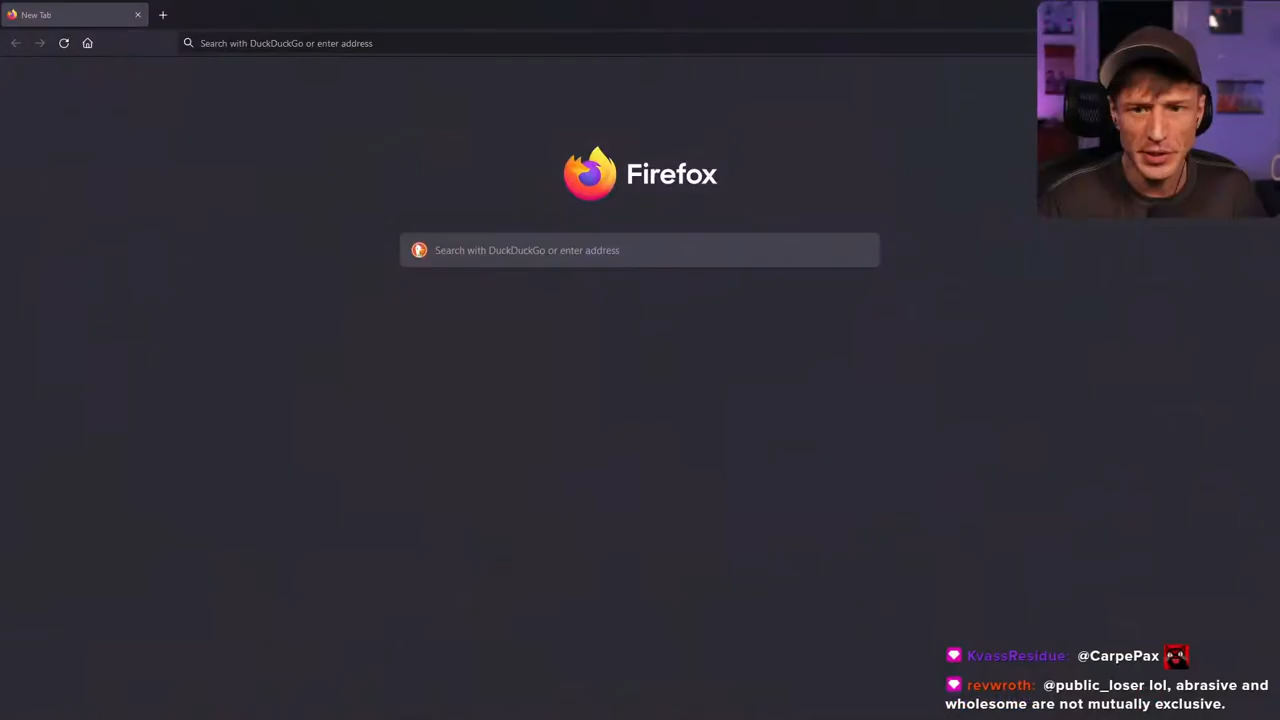 New Tab
Search with DuckDuckGo or enter address
Firefox
Search with DuckDuckGo or enter address
KvassResidue: @CarpePax
revwroth: @public_loser lol, abrasive and
wholesome are not mutually exclusive.